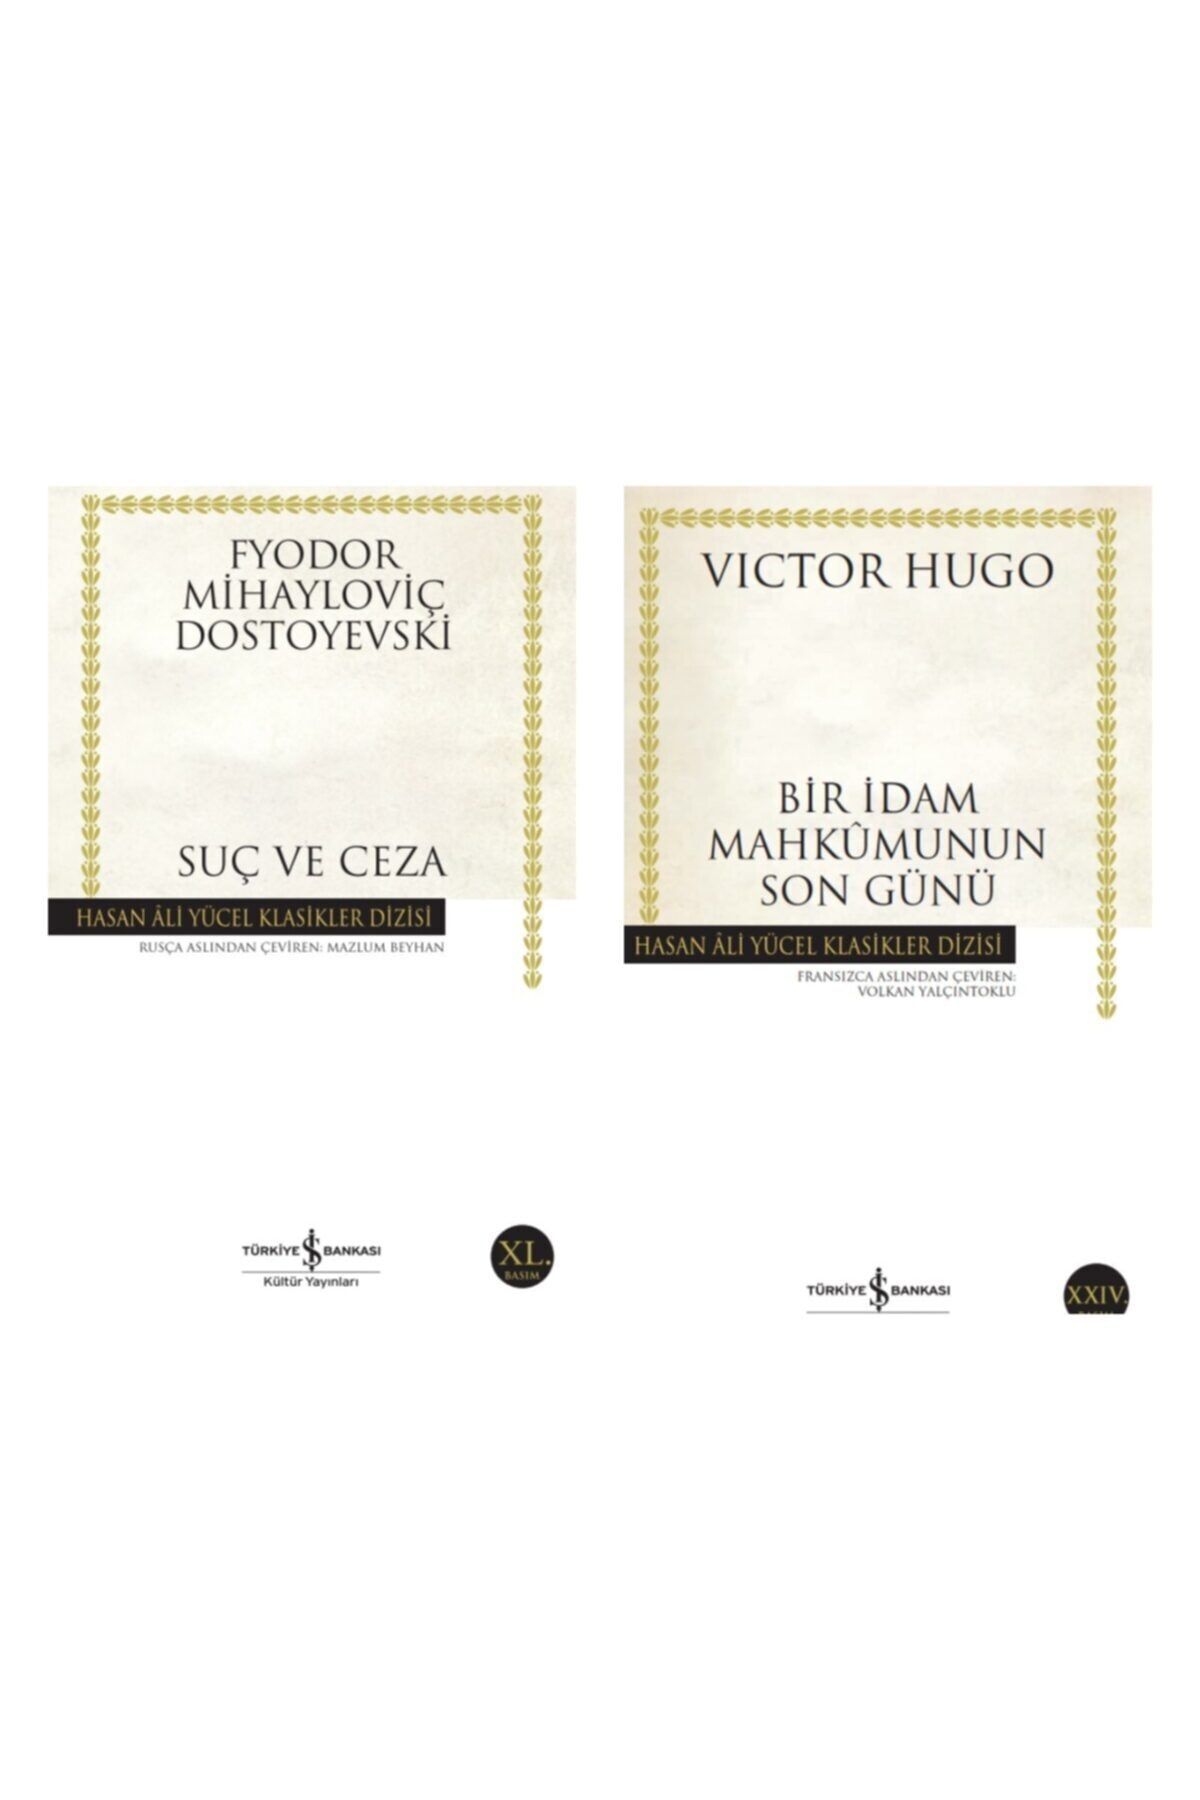 FYODOR
MİHAYLOVİÇ
DOSTOYEVSKİ
SUÇ VE CEZA
HASAN ÂLİ YÜCEL KLASİKLER DİZİSİ
RUSÇA ASLINDAN ÇEVİREN: MAZLUM BEYHAN
TÜRKİYE İŞ BANKASI
Kültür Yayınları
XL.
BASIM
VICTOR HUGO
BİR İDAM
MAHKÛMUNUN
SON GÜNÜ
HASAN ÂLİ YÜCEL KLASİKLER DİZİSİ
FRANSIZCA ASLINDAN ÇEVİREN:
VOLKAN YALÇINTOKLU
TÜRKİYE İŞ BANKASI
XXIV.